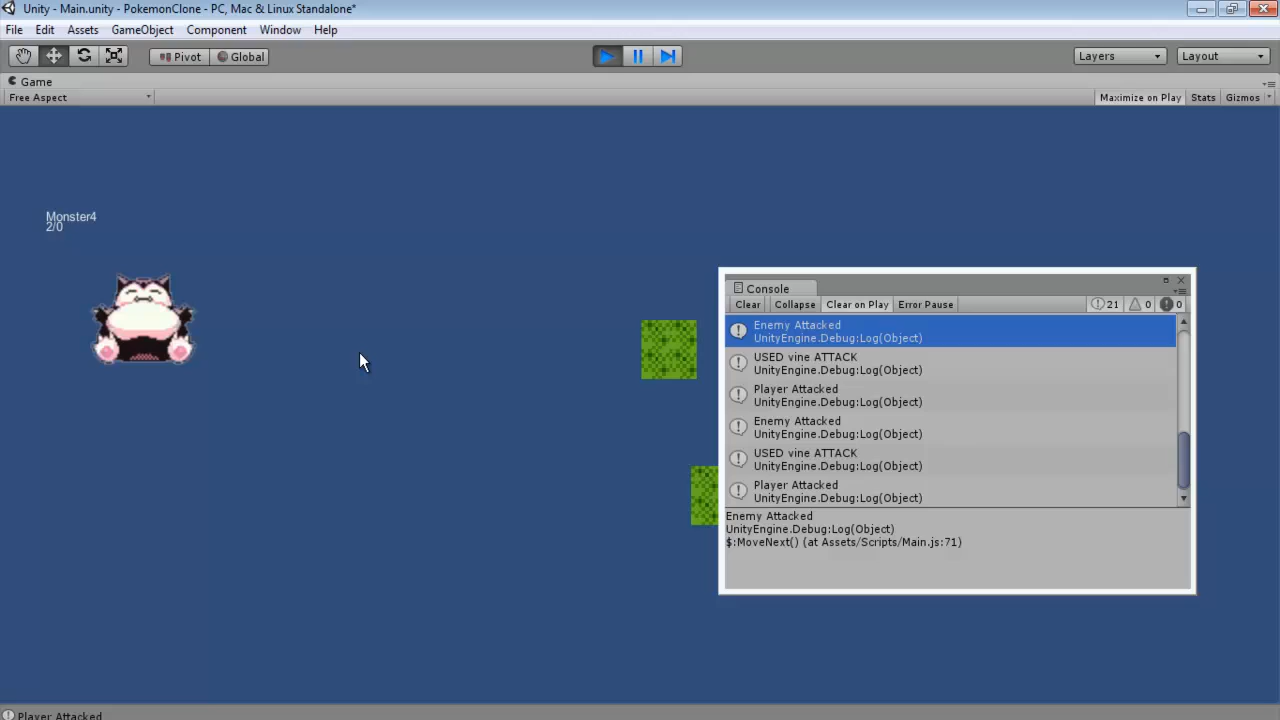 Unity - Main.unity - PokemonClone - PC, Mac & Linux Standalone*
File Edit Assets GameObject Component Window Help
Pivot Global Layers Layout
Game
Free Aspect Maximize on Play Stats Gizmos
Monster4
2/0
Console
Clear Collapse Clear on Play Error Pause 21 0 0
Enemy Attacked
UnityEngine.Debug:Log(Object)
USED vine ATTACK
UnityEngine.Debug:Log(Object)
Player Attacked
UnityEngine.Debug:Log(Object)
Enemy Attacked
UnityEngine.Debug:Log(Object)
USED vine ATTACK
UnityEngine.Debug:Log(Object)
Player Attacked
UnityEngine.Debug:Log(Object)
Enemy Attacked
UnityEngine.Debug:Log(Object)
$:MoveNext() (at Assets/Scripts/Main.js:71)
Player Attacked